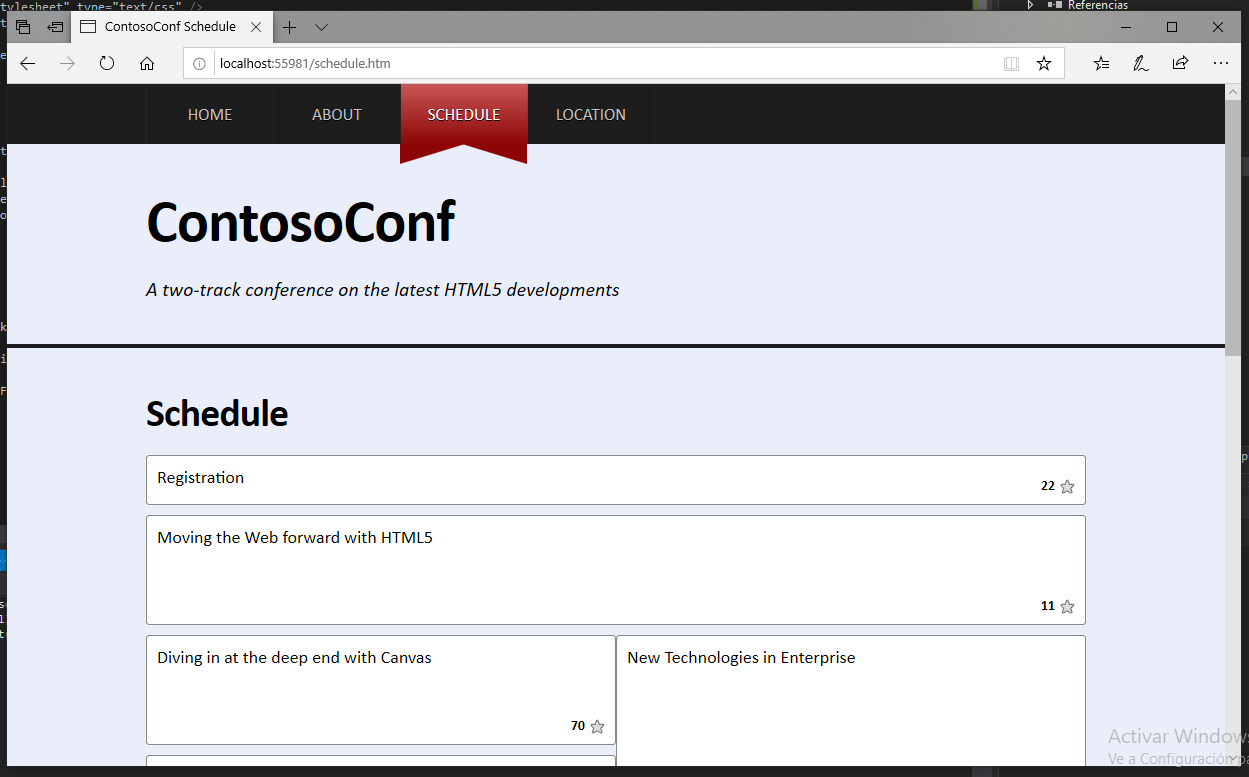 tylesheet" type="text/css" />
Referencias
ContosoConf Schedule
localhost:55981/schedule.htm
HOME ABOUT SCHEDULE LOCATION
ContosoConf
A two-track conference on the latest HTML5 developments
Schedule
Registration
22
Moving the Web forward with HTML5
11
Diving in at the deep end with Canvas
70
New Technologies in Enterprise
Activar Windows
Ve a Configuración pa